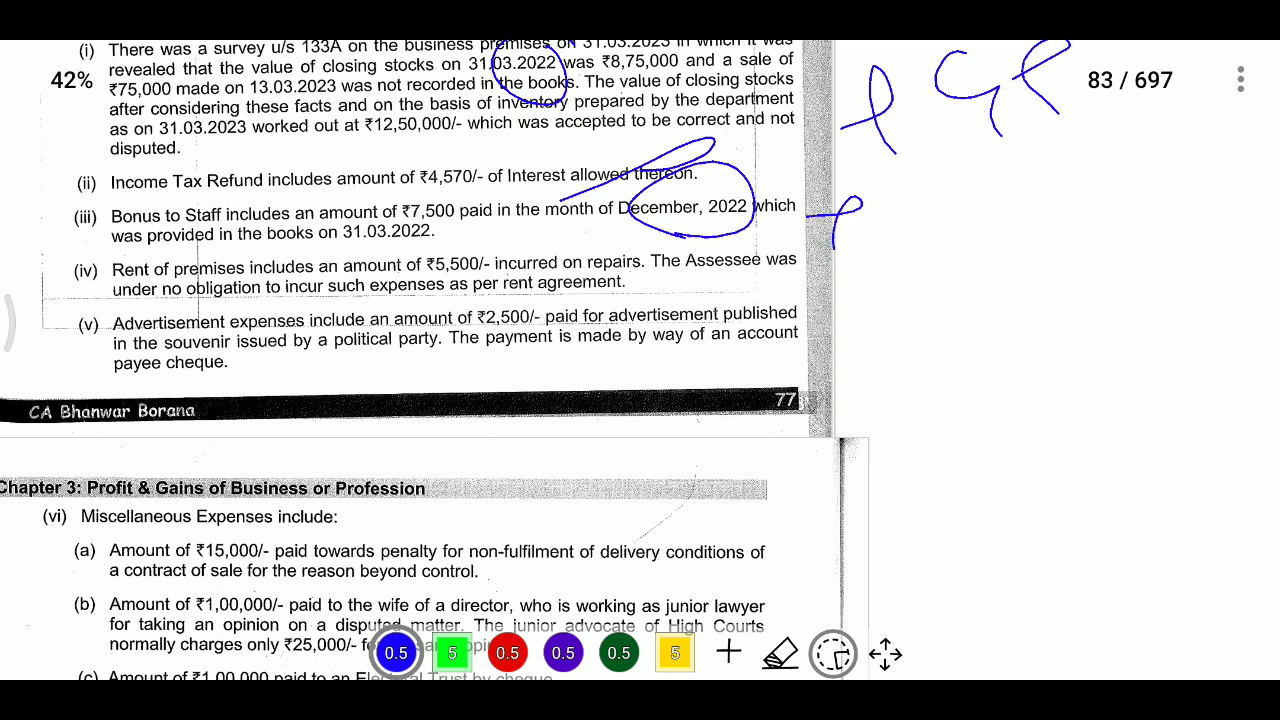 (i) There was a survey u/s 133A on the business premises on 31.03.2023 in which it was
revealed that the value of closing stocks on 31.03.2022 was ₹8,75,000 and a sale of
42%
83 / 697
₹75,000 made on 13.03.2023 was not recorded in the books. The value of closing stocks
after considering these facts and on the basis of inventory prepared by the department
as on 31.03.2023 worked out at ₹12,50,000/- which was accepted to be correct and not
disputed.
(ii) Income Tax Refund includes amount of ₹4,570/- of Interest allowed thereon.
(iii) Bonus to Staff includes an amount of ₹7,500 paid in the month of December, 2022 which
was provided in the books on 31.03.2022.
(iv) Rent of premises includes an amount of ₹5,500/- incurred on repairs. The Assessee was
under no obligation to incur such expenses as per rent agreement.
(v) Advertisement expenses include an amount of ₹2,500/- paid for advertisement published
in the souvenir issued by a political party. The payment is made by way of an account
payee cheque.
CA Bhanwar Borana 77
Chapter 3: Profit & Gains of Business or Profession
(vi) Miscellaneous Expenses include:
(a) Amount of ₹15,000/- paid towards penalty for non-fulfilment of delivery conditions of
a contract of sale for the reason beyond control.
(b) Amount of ₹1,00,000/- paid to the wife of a director, who is working as junior lawyer
for taking an opinion on a disputed matter. The junior advocate of High Courts
normally charges only ₹25,000/-
(c) Amount of ₹1,00,000 paid to an Electoral Trust by cheque.
0.5 5 0.5 0.5 0.5 5